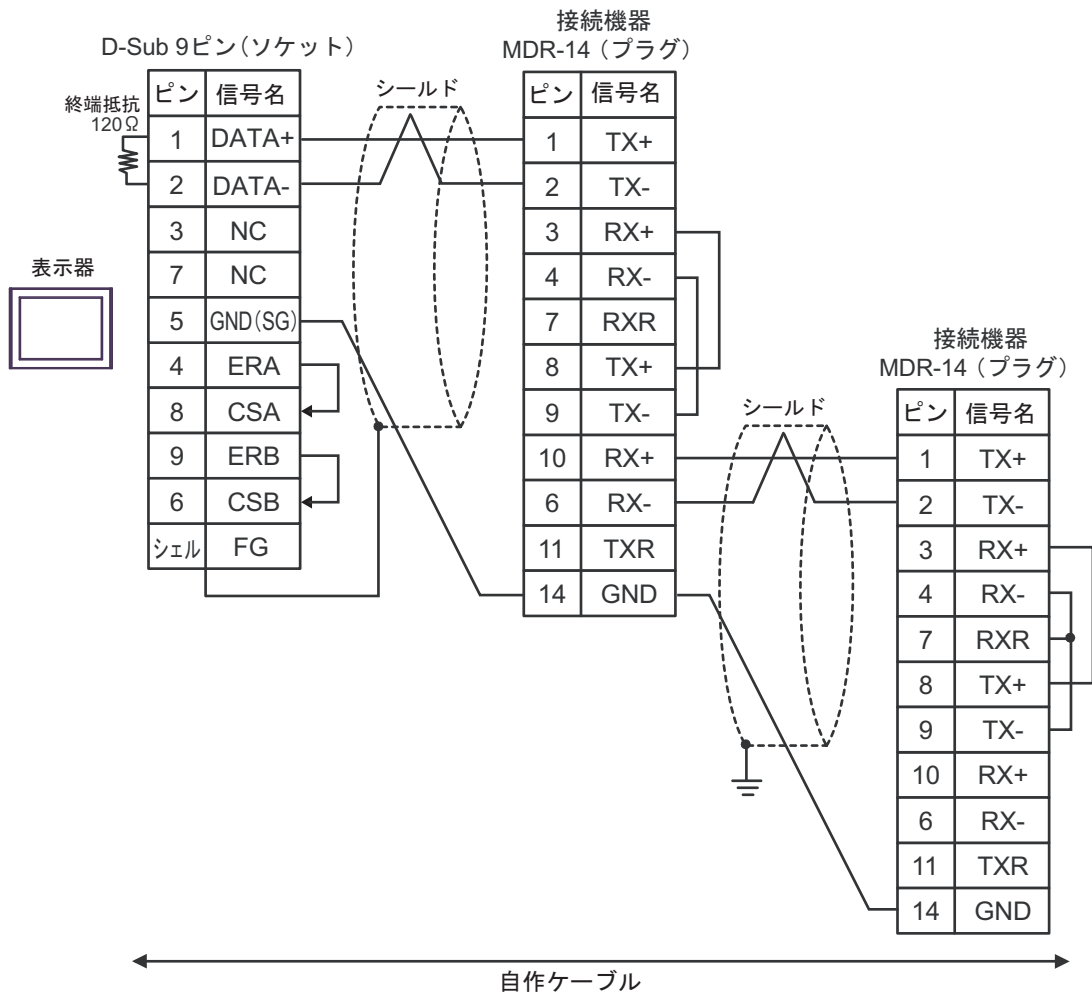 D-Sub 9ピン(ソケット)
終端抵抗
120Ω
ピン 信号名
1 DATA+
2 DATA-
3 NC
7 NC
5 GND(SG)
4 ERA
8 CSA
9 ERB
6 CSB
シェル FG
表示器
シールド
接続機器
MDR-14(プラグ)
ピン 信号名
1 TX+
2 TX-
3 RX+
4 RX-
7 RXR
8 TX+
9 TX-
10 RX+
6 RX-
11 TXR
14 GND
シールド
接続機器
MDR-14(プラグ)
ピン 信号名
1 TX+
2 TX-
3 RX+
4 RX-
7 RXR
8 TX+
9 TX-
10 RX+
6 RX-
11 TXR
14 GND
自作ケーブル